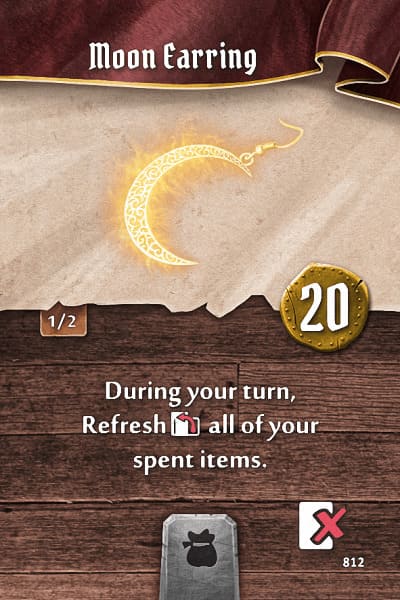 Moon Earring
20
1/2
During your turn,
Refresh all of your
spent items.
812